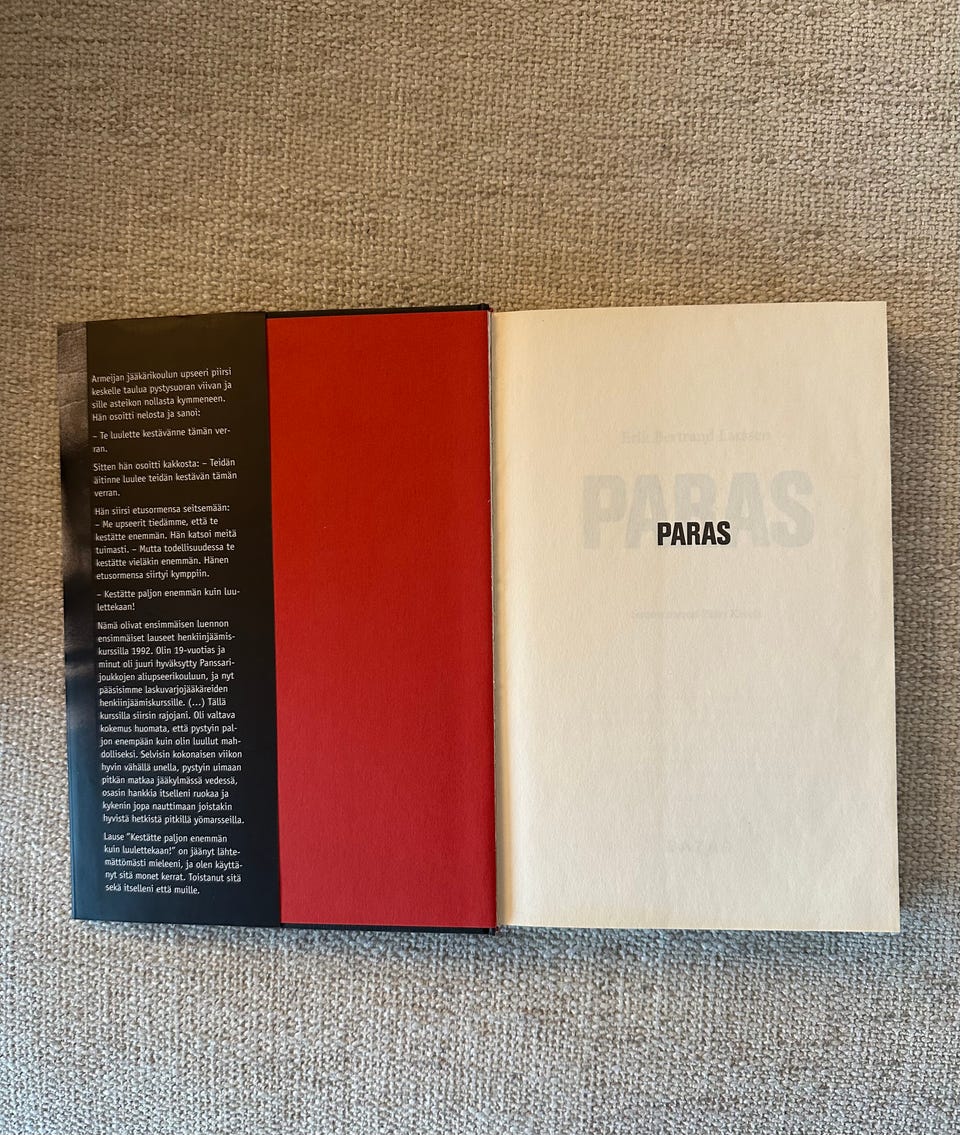 Armeijan jääkärikoulun upseeri piirsi
keskelle taulua pystysuoran viivan ja
sille asteikon nollasta kymmeneen.
Hän osoitti nelosta ja sanoi:
– Te luulette kestävänne tämän ver-
ran.
Sitten hän osoitti kakkosta: – Teidän
äitinne luulee teidän kestävän tämän
verran.
Hän siirsi etusormensa seitsemään:
– Me upseerit tiedämme, että te
kestätte enemmän. Hän katsoi meitä
tuimasti. – Mutta todellisuudessa te
kestätte vieläkin enemmän. Hänen
etusormensa siirtyi kymppiin.
– Kestätte paljon enemmän kuin luu-
lettekaan!
Nämä olivat ensimmäisen luennon
ensimmäiset lauseet henkiinjäämis-
kurssilla 1992. Olin 19-vuotias ja
minut oli juuri hyväksytty Panssari-
joukkojen aliupseerikouluun, ja nyt
pääsisimme laskuvarjojääkäreiden
henkiinjäämiskurssille. (...) Tällä
kurssilla siirsin rajojani. Oli valtava
kokemus huomata, että pystyin pal-
jon enempään kuin olin luullut mah-
dolliseksi. Selvisin kokonaisen viikon
hyvin vähällä unella, pystyin uimaan
pitkän matkaa jääkylmässä vedessä,
osasin hankkia itselleni ruokaa ja
kykenin jopa nauttimaan joistakin
hyvistä hetkistä pitkillä yömarsseilla.
Lause "Kestätte paljon enemmän
kuin luulettekaan!" on jäänyt lähte-
mättömästi mieleeni, ja olen käyttä-
nyt sitä monet kerrat. Toistanut sitä
sekä itselleni että muille.
Erik Bertrand Larssen
PARAS
PARAS